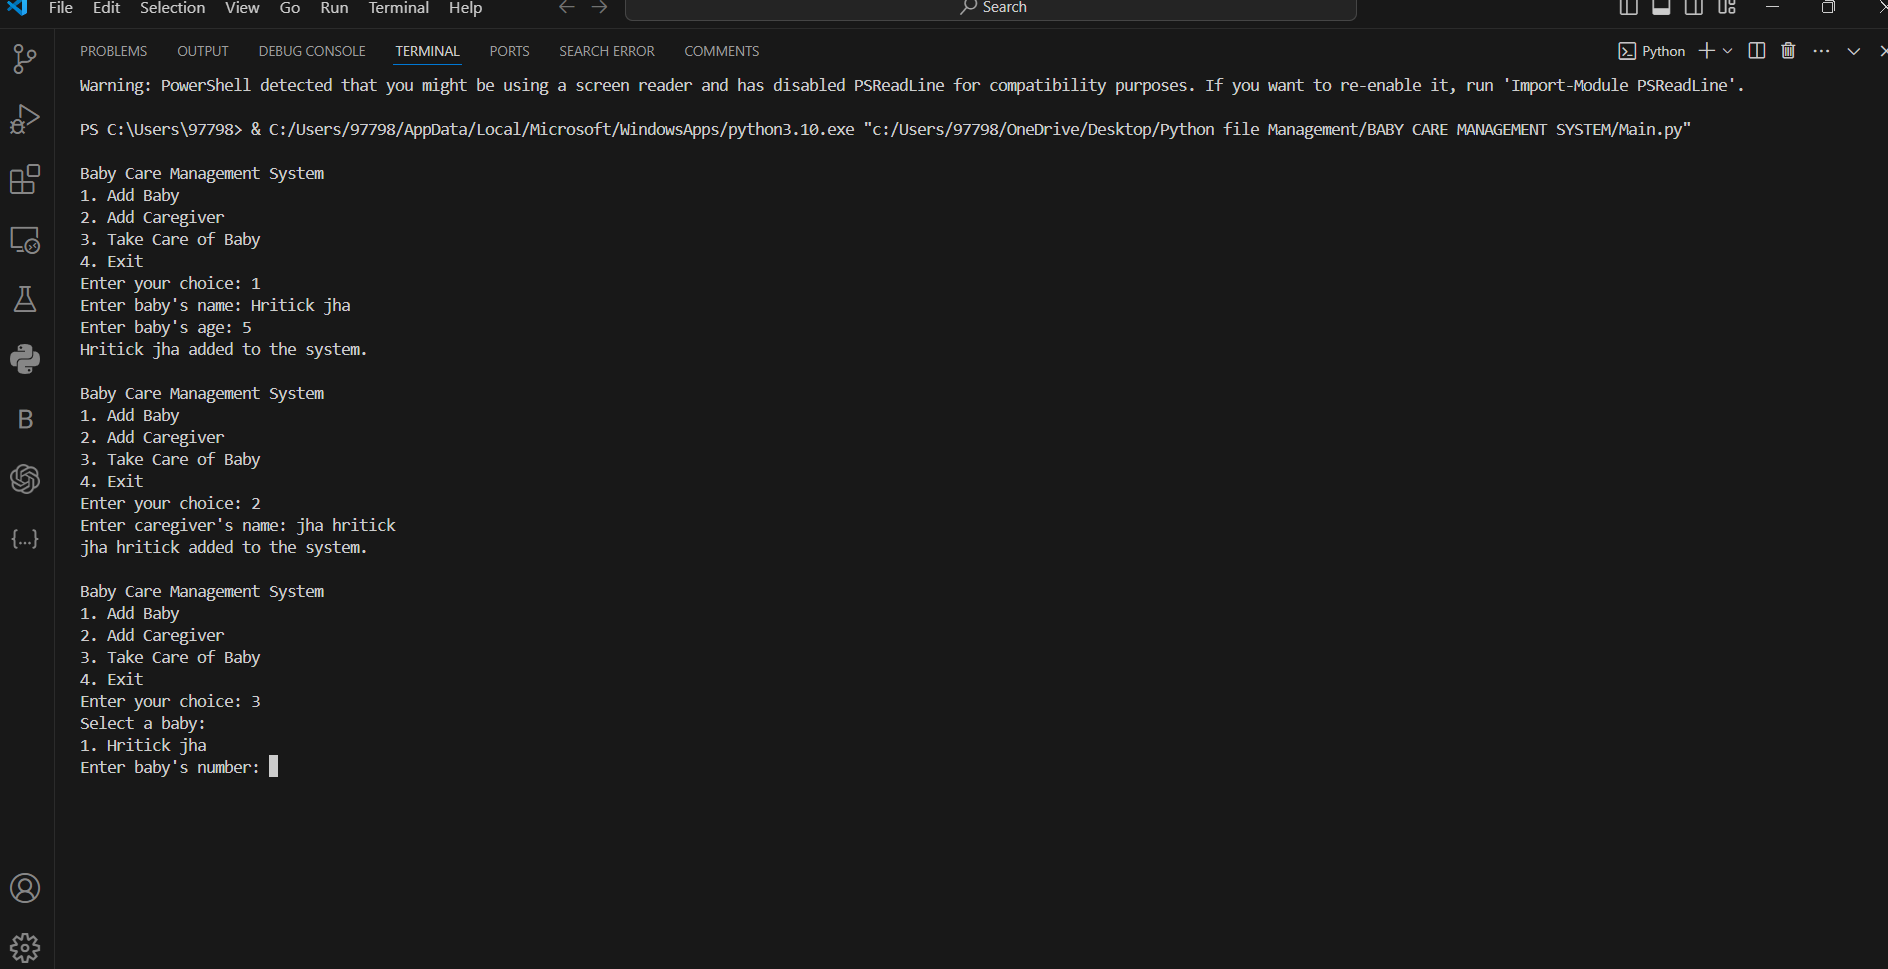 File Edit Selection View Go Run Terminal Help Search
PROBLEMS OUTPUT DEBUG CONSOLE TERMINAL PORTS SEARCH ERROR COMMENTS Python
Warning: PowerShell detected that you might be using a screen reader and has disabled PSReadLine for compatibility purposes. If you want to re-enable it, run 'Import-Module PSReadLine'.
PS C:\Users\97798> & C:/Users/97798/AppData/Local/Microsoft/WindowsApps/python3.10.exe "c:/Users/97798/OneDrive/Desktop/Python file Management/BABY CARE MANAGEMENT SYSTEM/Main.py"
Baby Care Management System
1. Add Baby
2. Add Caregiver
3. Take Care of Baby
4. Exit
Enter your choice: 1
Enter baby's name: Hritick jha
Enter baby's age: 5
Hritick jha added to the system.
Baby Care Management System
1. Add Baby
2. Add Caregiver
3. Take Care of Baby
4. Exit
Enter your choice: 2
Enter caregiver's name: jha hritick
jha hritick added to the system.
Baby Care Management System
1. Add Baby
2. Add Caregiver
3. Take Care of Baby
4. Exit
Enter your choice: 3
Select a baby:
1. Hritick jha
Enter baby's number:
B
{...}